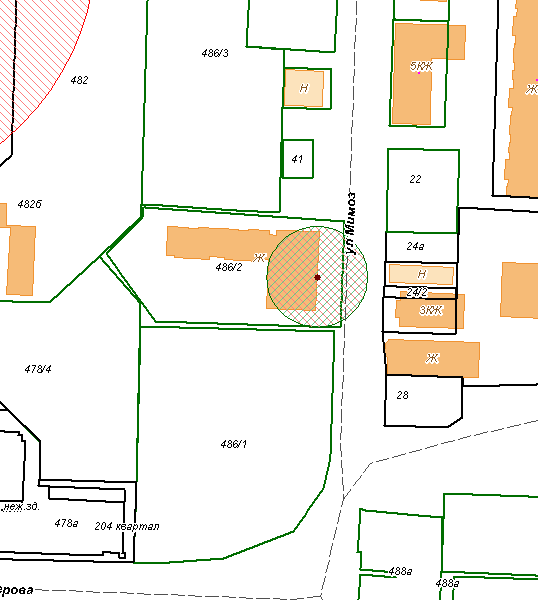 486/3
5КЖ
482
Н
Ж
41
22
482б
ул Мимоз
24а
Ж
486/2
Н
24/2
3КЖ
Ж
478/4
28
486/1
неж.зд.
478а
204 квартал
488а
488а
ерова